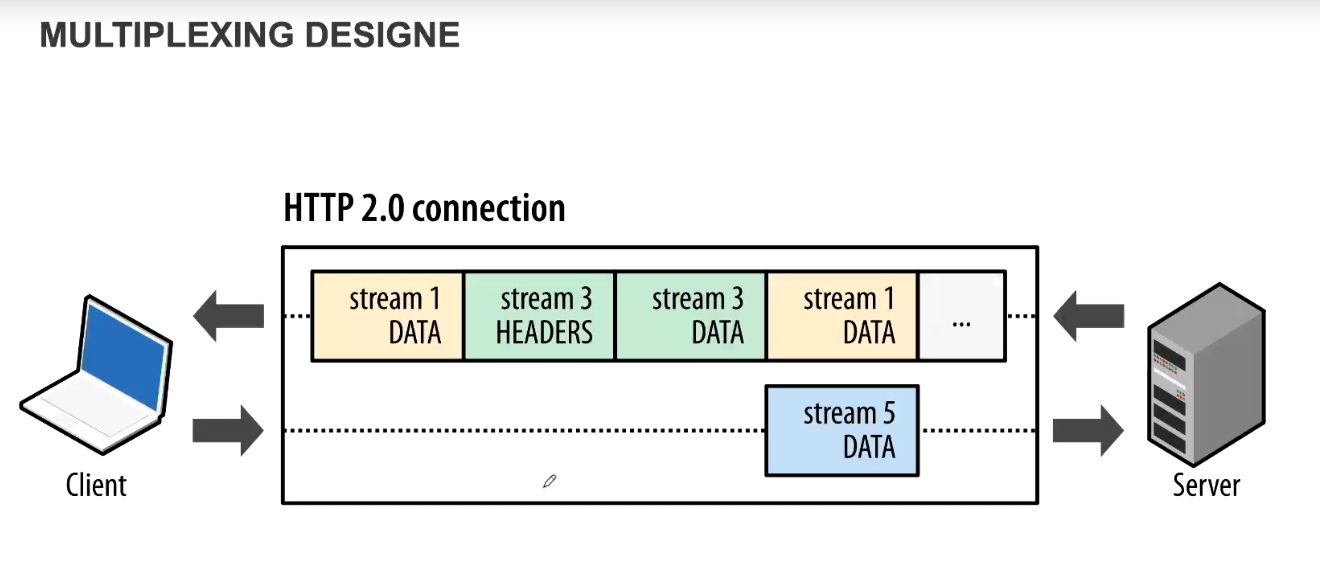 MULTIPLEXING DESIGNE
HTTP 2.0 connection
stream 1
DATA
stream 3
HEADERS
stream 3
DATA
stream 1
DATA
...
stream 5
DATA
Client
Server